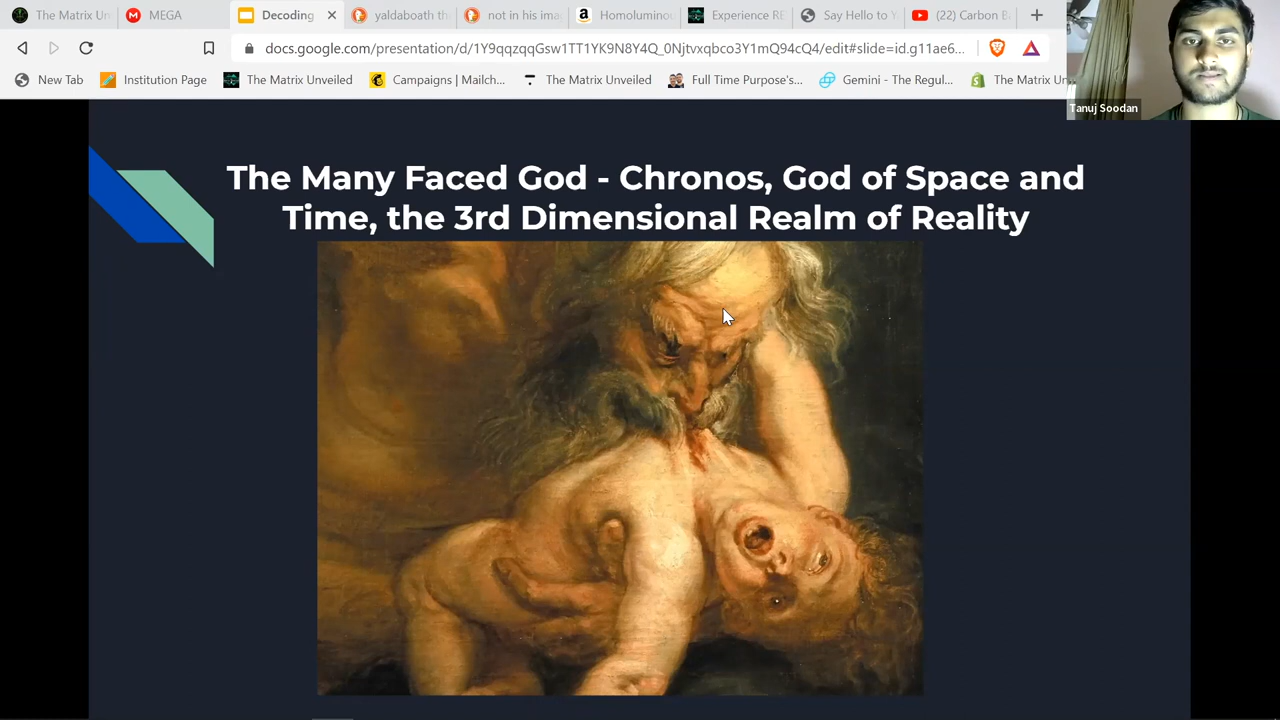 The Matrix Un
MEGA
Decoding
yaldaboath th
not in his ima
Homoluminou
Experience RE
Say Hello to Y
(22) Carbon B
docs.google.com/presentation/d/1Y9qqzqqGsw1TT1YK9N8Y4Q_0Njtvxqbco3Y1mQ94cQ4/edit#slide=id.g11ae6...
New Tab
Institution Page
The Matrix Unveiled
Campaigns | Mailch...
The Matrix Unveiled
Full Time Purpose's...
Gemini - The Regul...
The Matrix Un
Tanuj Soodan
The Many Faced God - Chronos, God of Space and
Time, the 3rd Dimensional Realm of Reality